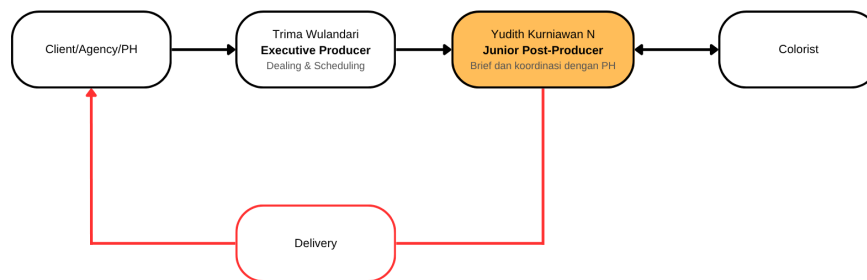 Client/Agency/PH
Trima Wulandari
Executive Producer
Dealing & Scheduling
Yudith Kurniawan N
Junior Post-Producer
Brief dan koordinasi dengan PH
Colorist
Delivery